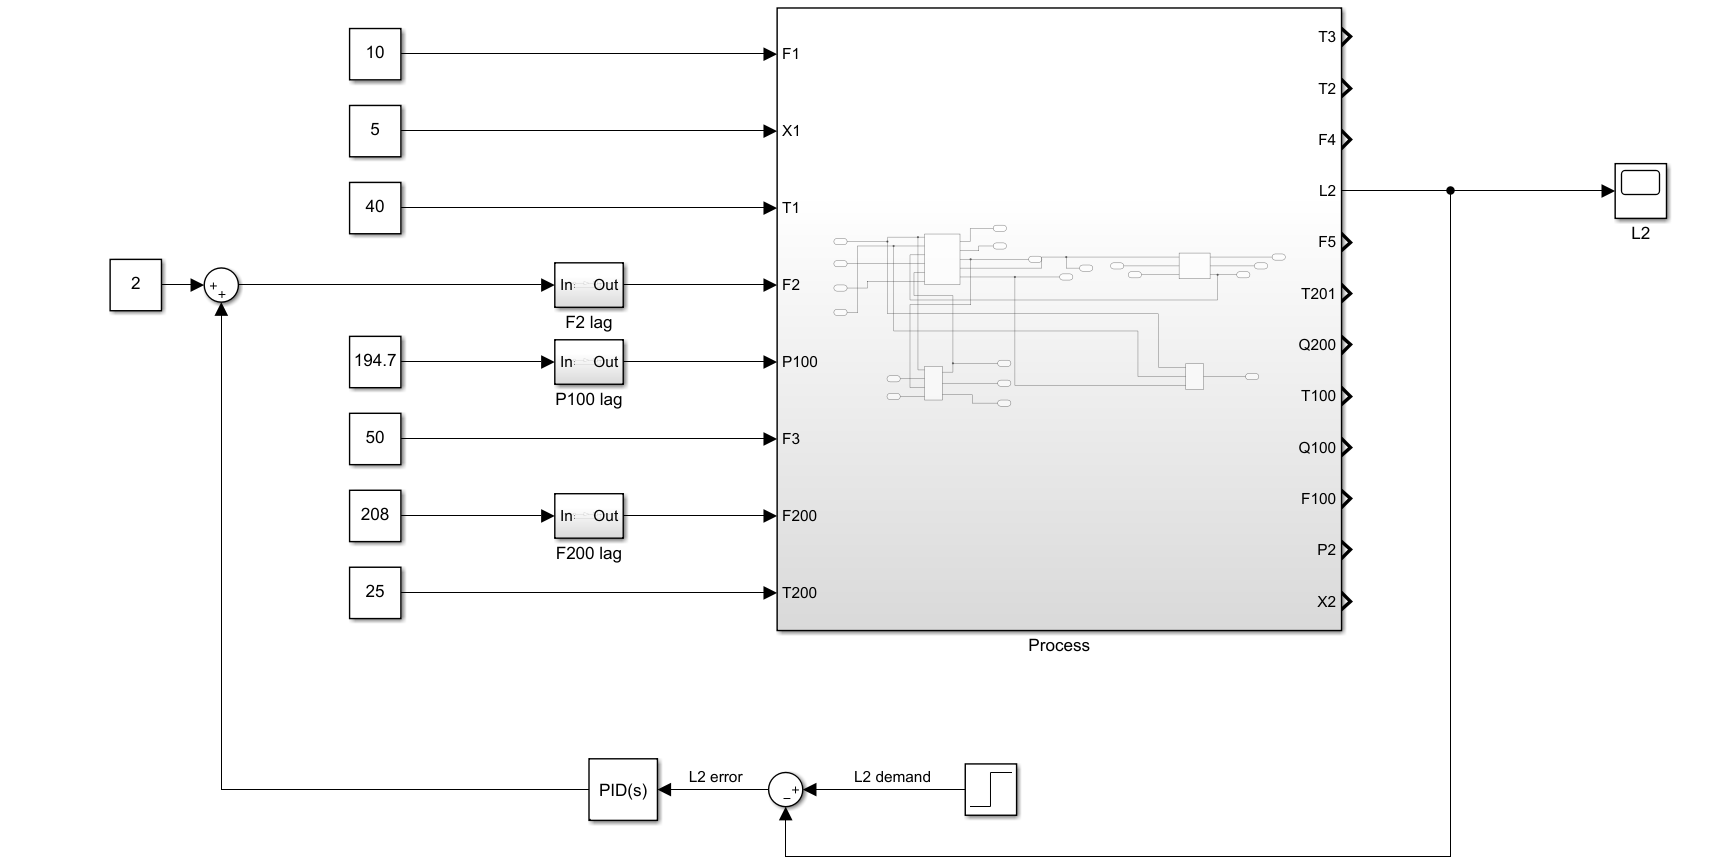 10
F1
T3
T2
5
X1
F4
40
T1
L2
L2
2
+
+
In
Out
F2
F5
F2 lag
T201
194.7
In
Out
P100
Q200
P100 lag
T100
50
F3
Q100
208
In
Out
F200
F100
F200 lag
P2
25
T200
X2
Process
PID(s)
L2 error
+
−
L2 demand